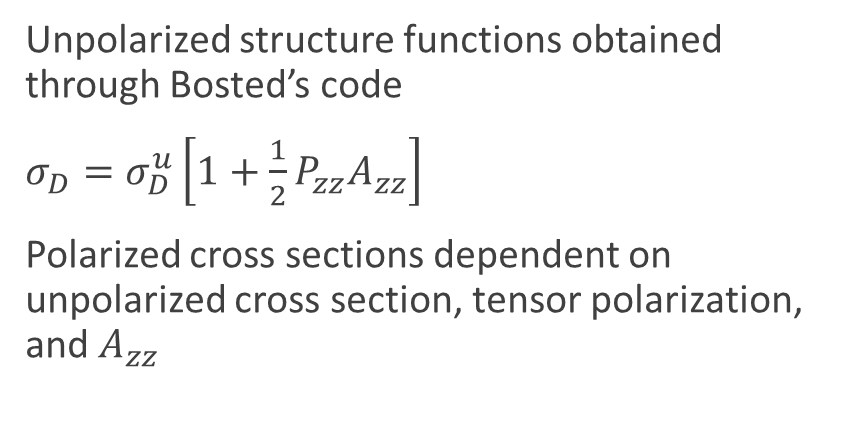 Unpolarized structure functions obtained
through Bosted’s code
σ_D = σ_D^u [1 + 1/2 P_zz A_zz]
Polarized cross sections dependent on
unpolarized cross section, tensor polarization,
and A_zz